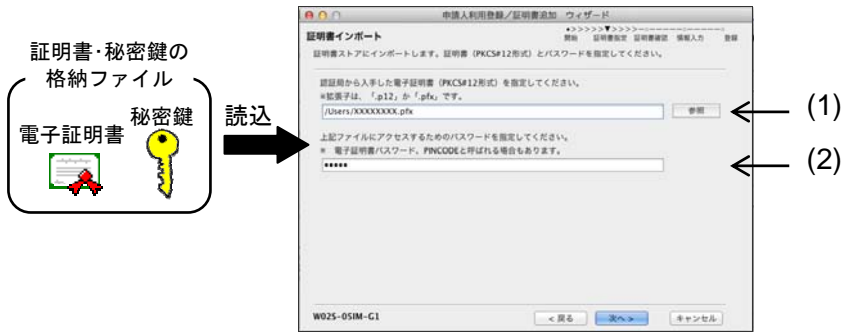 証明書･秘密鍵の
格納ファイル
電子証明書
秘密鍵
読込
申請人利用登録／証明書追加 ウィザード
証明書インポート
●>>>>>▼>>>>-○----------○----------○
開始 証明書指定 証明書確認 情報入力 登録
証明書ストアにインポートします。証明書（PKCS#12形式）とパスワードを指定してください。
認証局から入手した電子証明書（PKCS#12形式）を指定してください。
※拡張子は、「.p12」か「.pfx」です。
/Users/XXXXXXXX.pfx
参照
(1)
上記ファイルにアクセスするためのパスワードを指定してください。
※ 電子証明書パスワード、PINCODEと呼ばれる場合もあります。
•••••
(2)
W02S-0SIM-G1
< 戻る
次へ >
キャンセル